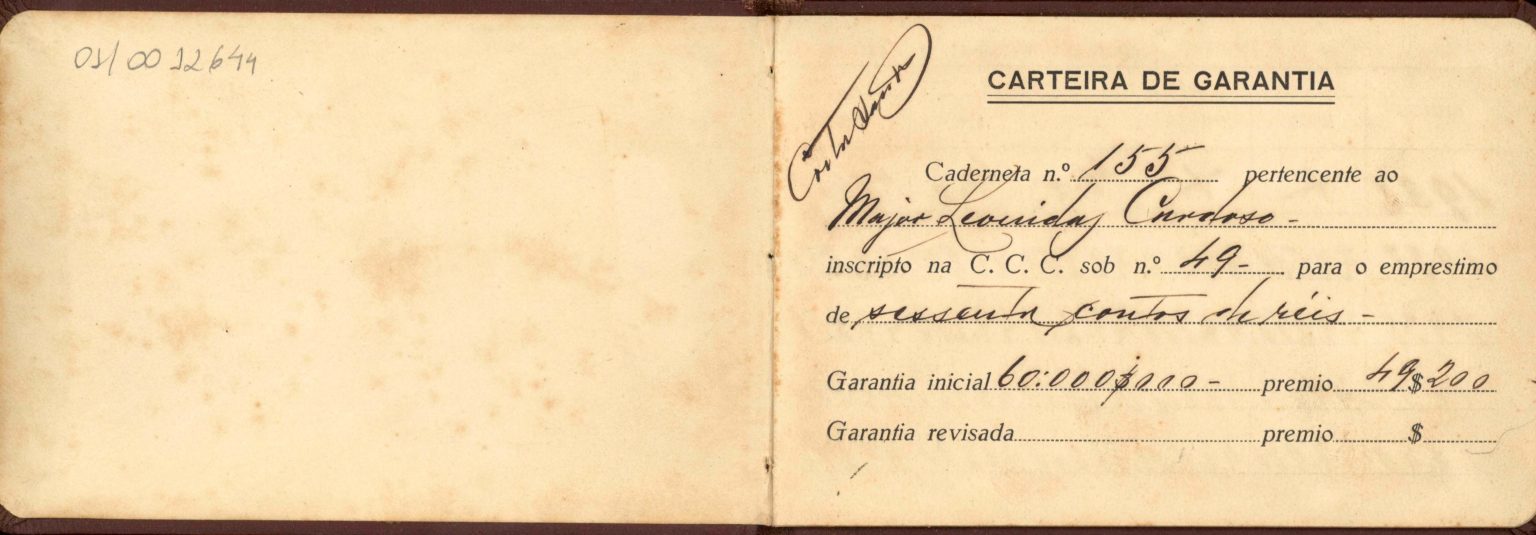 01/0012644
CARTEIRA DE GARANTIA
Caderneta n.º 155 pertencente ao
Major Leonidas Cardoso -
inscripto na C. C. C. sob n.º 49- para o emprestimo
de sessenta contos de réis -
Garantia inicial 60:000$000 - premio 49$200
Garantia revisada premio $